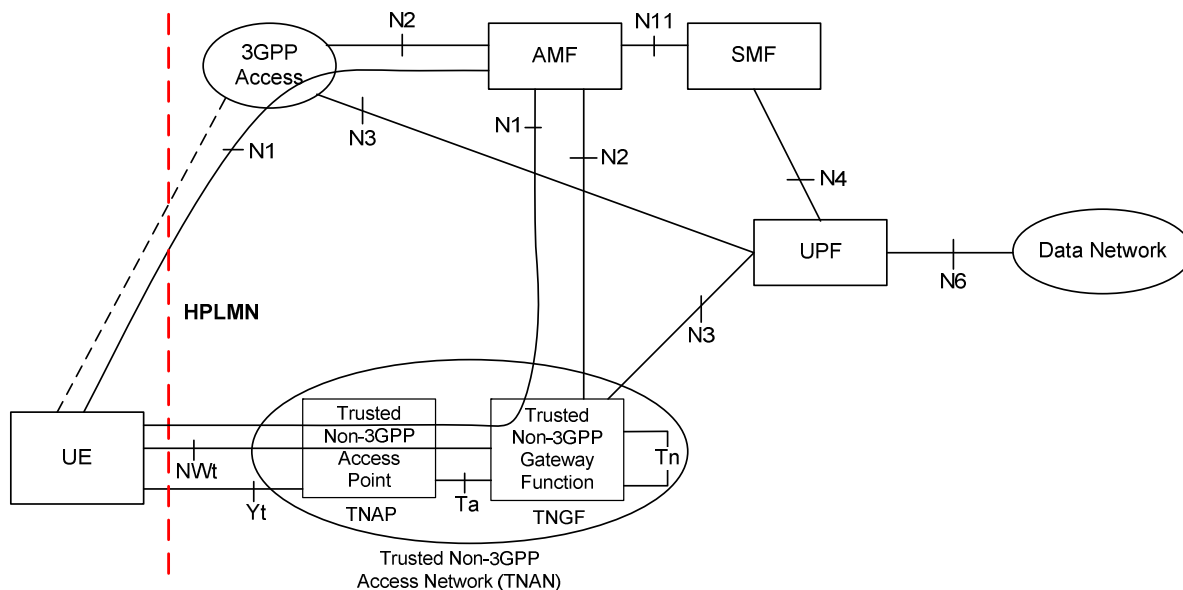 N2
N11
3GPP
Access
AMF
SMF
N1
N3
N1
N2
N4
UPF
Data Network
N6
HPLMN
N3
UE
Trusted
Non-3GPP
Access
Point
Trusted
Non-3GPP
Gateway
Function
Tn
NWt
Yt
Ta
TNAP
TNGF
Trusted Non-3GPP
Access Network (TNAN)